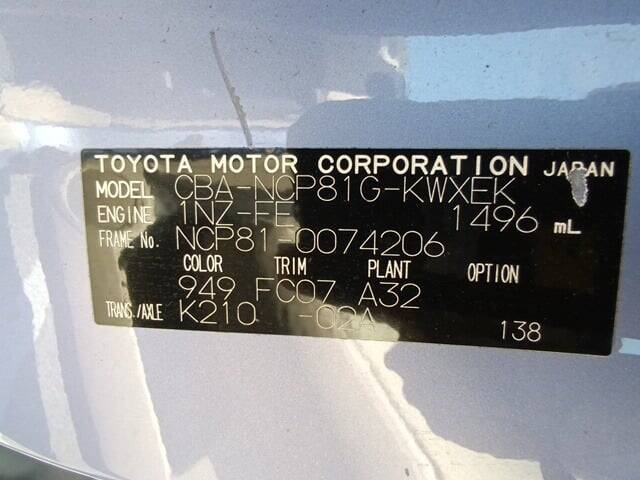 TOYOTA MOTOR CORPORATION JAPAN
MODEL CBA-NCP81G-KWXEK
ENGINE 1NZ-FE 1496 mL
FRAME No. NCP81-0074206
COLOR TRIM PLANT OPTION
949 FC07 A32
TRANS./AXLE K210 -02A 138